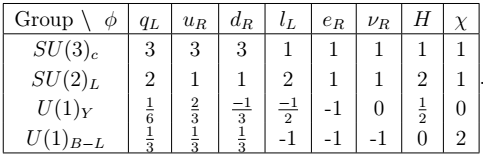 Group \ ϕ q_L u_R d_R l_L e_R ν_R H χ
SU(3)_c 3 3 3 1 1 1 1 1
SU(2)_L 2 1 1 2 1 1 2 1
U(1)_Y 1/6 2/3 -1/3 -1/2 -1 0 1/2 0
U(1)_{B-L} 1/3 1/3 1/3 -1 -1 -1 0 2 .